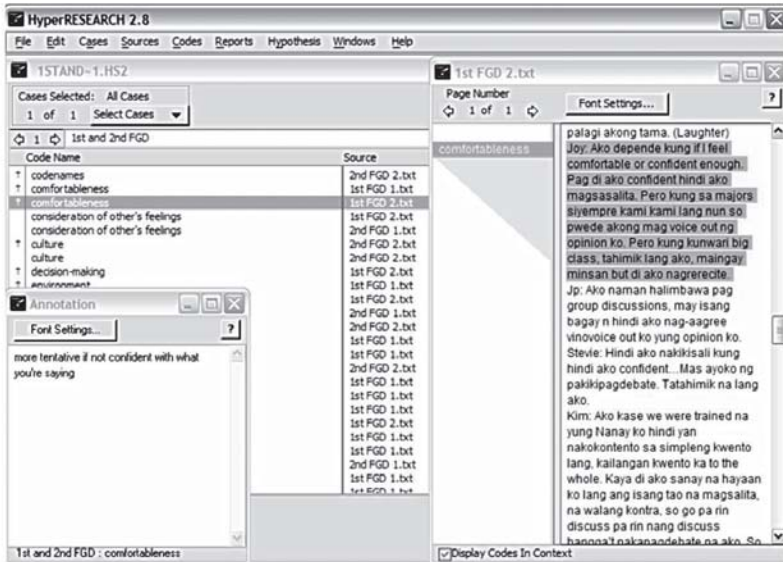 HyperRESEARCH 2.8
File Edit Cases Sources Codes Reports Hypothesis Windows Help
1STAND~1.HS2
Cases Selected: All Cases
1 of 1 Select Cases
1 1st and 2nd FGD
Code Name Source
codenames 2nd FGD 2.txt
comfortableness 1st FGD 1.txt
comfortableness 1st FGD 2.txt
consideration of other's feelings 1st FGD 2.txt
consideration of other's feelings 2nd FGD 1.txt
culture 2nd FGD 2.txt
culture 2nd FGD 2.txt
decision-making 1st FGD 2.txt
environment 1st FGD 1.txt
1st FGD 2.txt
2nd FGD 1.txt
2nd FGD 2.txt
1st FGD 1.txt
1st FGD 1.txt
2nd FGD 2.txt
1st FGD 1.txt
1st FGD 1.txt
1st FGD 1.txt
1st FGD 2.txt
1st FGD 1.txt
1st FGD 1.txt
2nd FGD 1.txt
1st FGD 1.txt
1st FGD 1.txt
Annotation
Font Settings... ?
more tentative if not confident with what
you're saying
1st and 2nd FGD : comfortableness
1st FGD 2.txt
Page Number
1 of 1 Font Settings... ?
comfortableness
palagi akong tama. (Laughter)
Joy: Ako depende kung if I feel
comfortable or confident enough.
Pag di ako confident hindi ako
magsasalita. Pero kung sa majors
siyempre kami kami lang nun so
pwede akong mag voice out ng
opinion ko. Pero kung kunwari big
class, tahimik lang ako, maingay
minsan but di ako nagrerecite.
Jp: Ako naman halimbawa pag
group discussions, may isang
bagay n hindi ako nag-aagree
vinovoice out ko yung opinion ko.
Stevie: Hindi ako nakikisali kung
hindi ako confident...Mas ayoko ng
pakikipagdebate. Tatahimik na lang
ako.
Kim: Ako kase we were trained na
yung Nanay ko hindi yan
nakokontento sa simpleng kwento
lang, kailangan kwento ka to the
whole. Kaya di ako sanay na hayaan
ko lang ang isang tao na magsalita,
na walang kontra, so go pa rin
discuss pa rin nang discuss
hangga't nakapagdebate na ako. So
Display Codes In Context